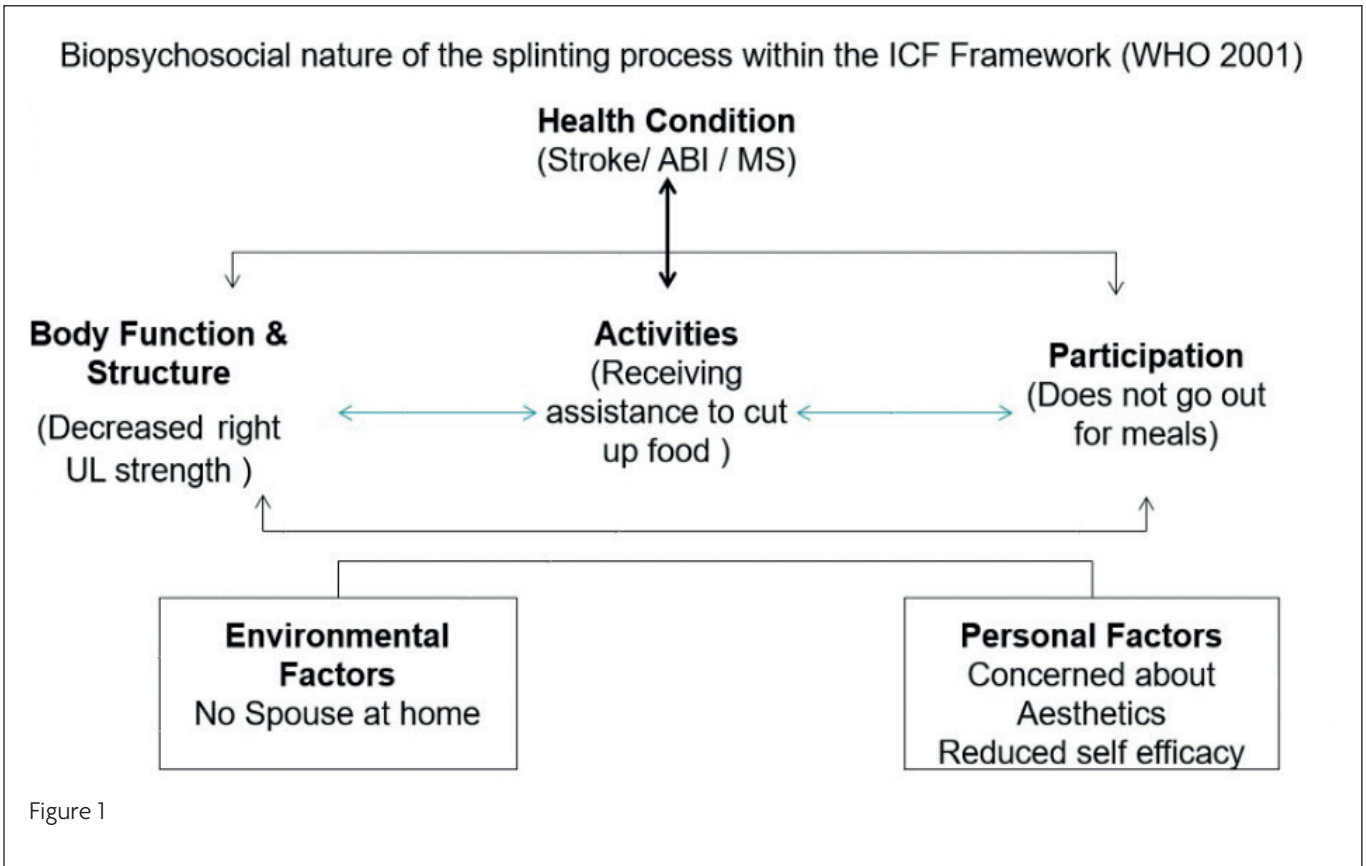 Biopsychosocial nature of the splinting process within the ICF Framework (WHO 2001)
Health Condition
(Stroke/ ABI / MS)
Body Function &
Structure
(Decreased right
UL strength )
Activities
(Receiving
assistance to cut
up food )
Participation
(Does not go out
for meals)
Environmental
Factors
No Spouse at home
Personal Factors
Concerned about
Aesthetics
Reduced self efficacy
Figure 1